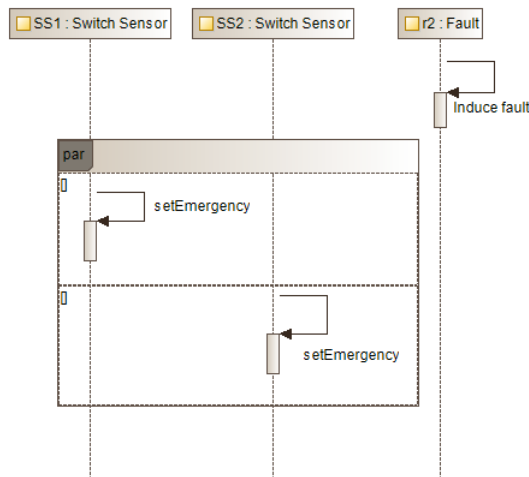 SS1 : Switch Sensor
SS2 : Switch Sensor
r2 : Fault
Induce fault
par
[]
setEmergency
[]
setEmergency